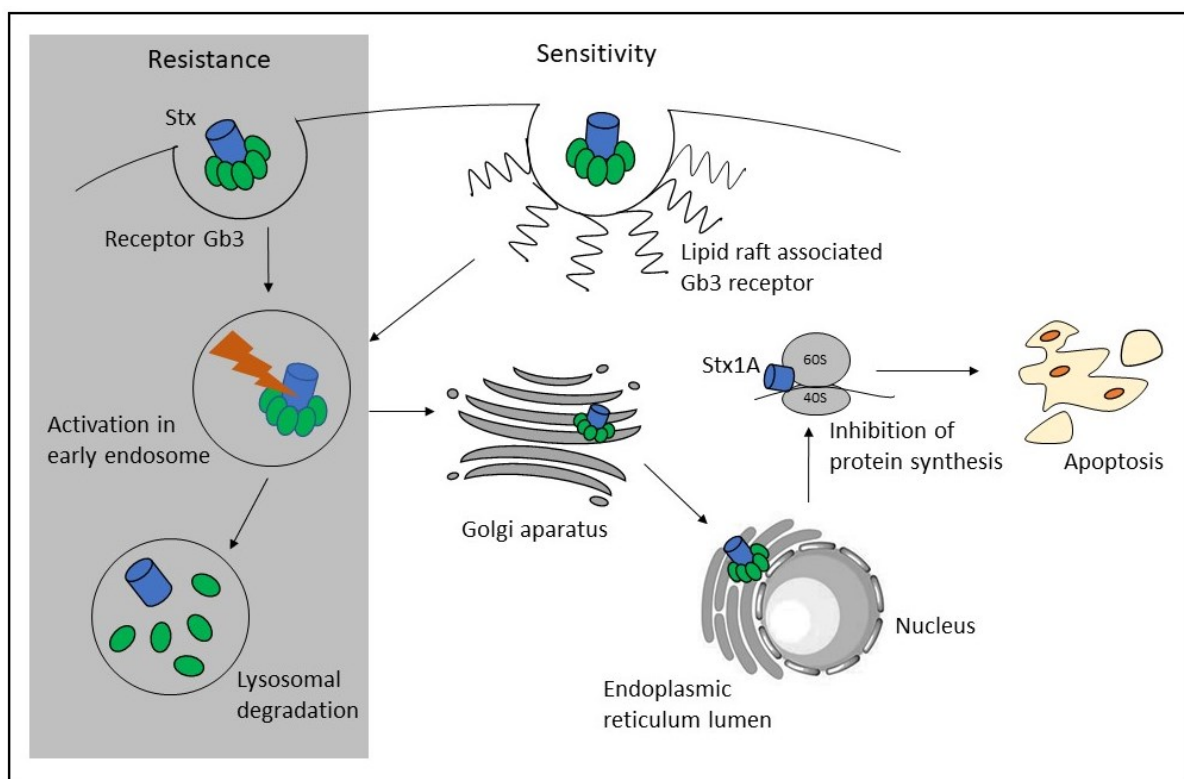 Resistance
Sensitivity
Stx
Receptor Gb3
Lipid raft associated
Gb3 receptor
Activation in
early endosome
Golgi aparatus
Stx1A
60S
40S
Inhibition of
protein synthesis
Apoptosis
Lysosomal
degradation
Endoplasmic
reticulum lumen
Nucleus